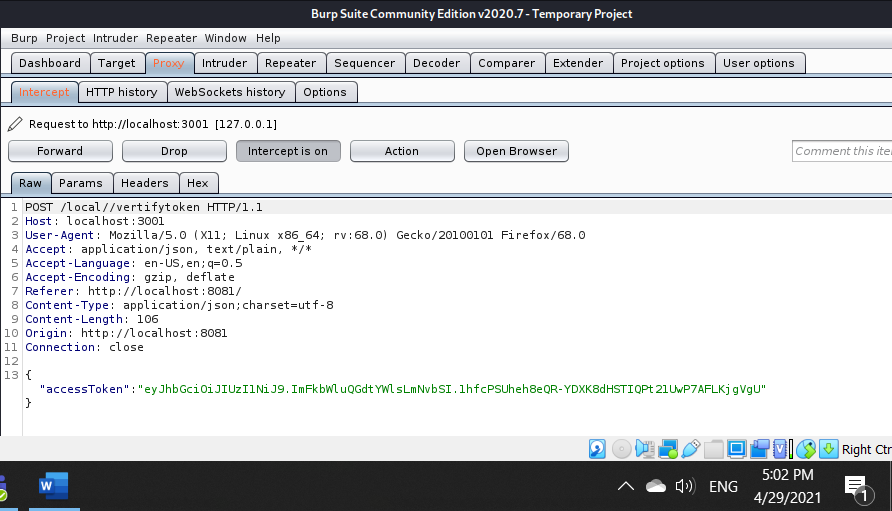 Burp Suite Community Edition v2020.7 - Temporary Project
Burp Project Intruder Repeater Window Help
Dashboard Target Proxy Intruder Repeater Sequencer Decoder Comparer Extender Project options User options
Intercept HTTP history WebSockets history Options
Request to http://localhost:3001 [127.0.0.1]
Forward Drop Intercept is on Action Open Browser Comment this ite
Raw Params Headers Hex
1 POST /local//vertifytoken HTTP/1.1
2 Host: localhost:3001
3 User-Agent: Mozilla/5.0 (X11; Linux x86_64; rv:68.0) Gecko/20100101 Firefox/68.0
4 Accept: application/json, text/plain, */*
5 Accept-Language: en-US,en;q=0.5
6 Accept-Encoding: gzip, deflate
7 Referer: http://localhost:8081/
8 Content-Type: application/json;charset=utf-8
9 Content-Length: 106
10 Origin: http://localhost:8081
11 Connection: close
12
13 {
"accessToken":"eyJhbGciOiJIUzI1NiJ9.ImFkbWluQGdtYWlsLmNvbSI.lhfcPSUheh8eQR-YDXK8dHSTIQPt21UwP7AFLKjgVgU"
}
Right Ctr
W ENG 5:02 PM
4/29/2021
1